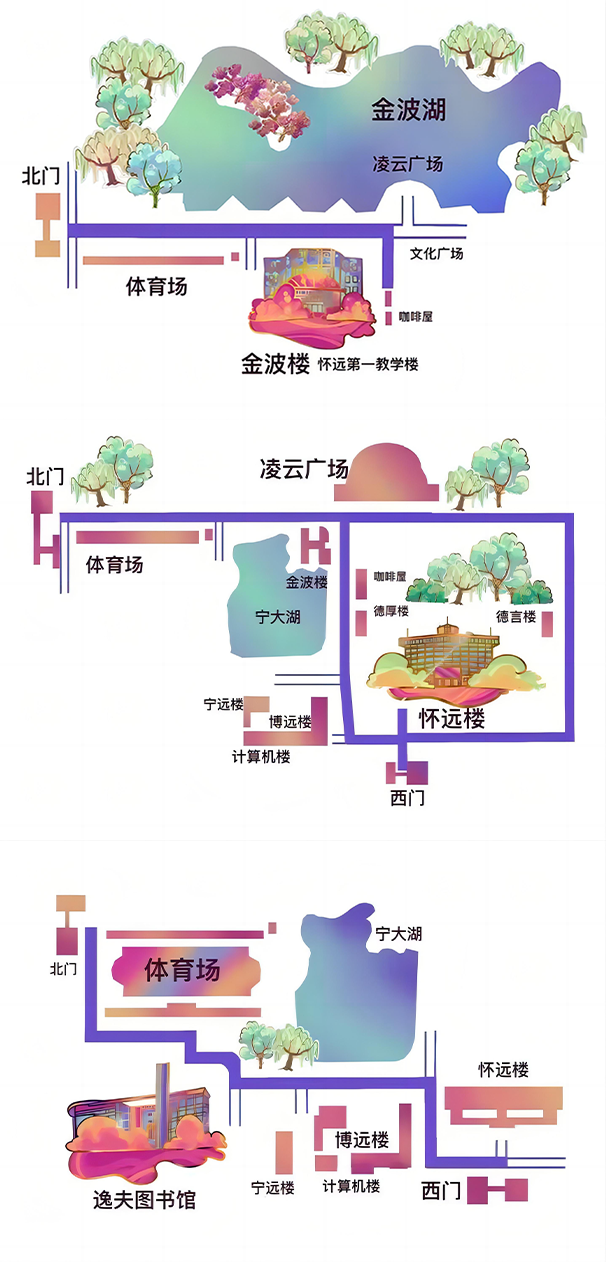 金波湖
凌云广场
北门
文化广场
体育场
咖啡屋
金波楼 怀远第一教学楼
凌云广场
北门
体育场
金波楼
咖啡屋
德厚楼
德言楼
宁大湖
宁远楼
博远楼
怀远楼
计算机楼
西门
宁大湖
北门
体育场
怀远楼
博远楼
宁远楼
计算机楼
西门
逸夫图书馆